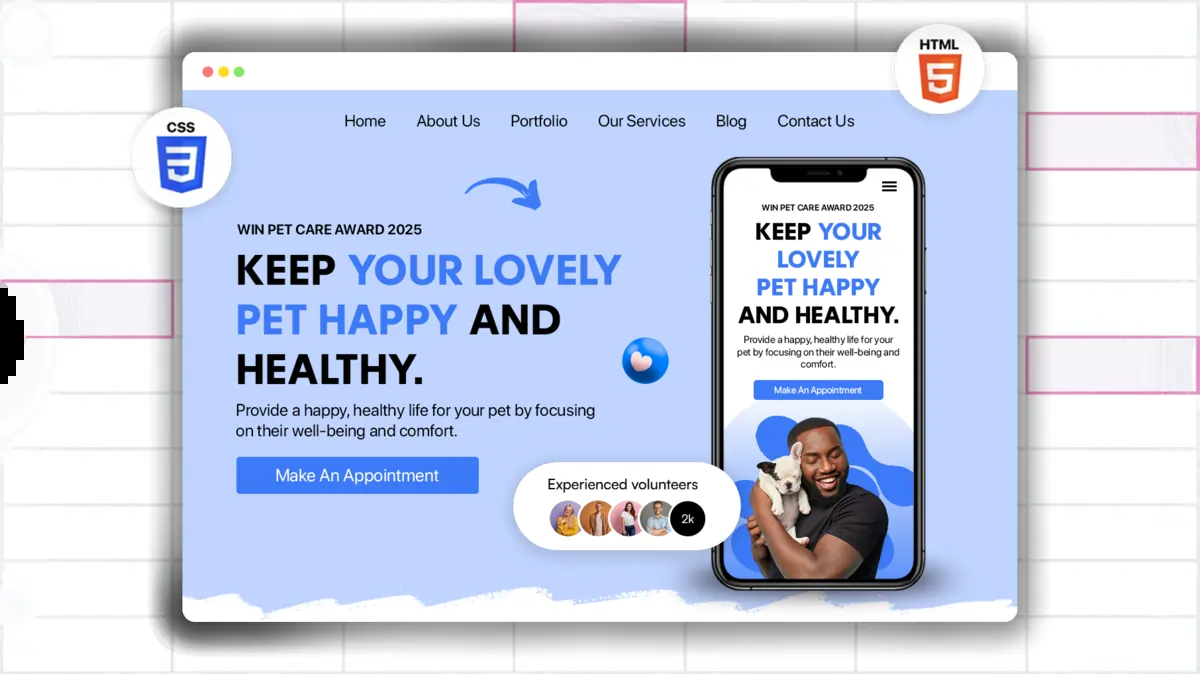 HTML
5
CSS
3
Home About Us Portfolio Our Services Blog Contact Us
WIN PET CARE AWARD 2025
KEEP YOUR LOVELY
PET HAPPY AND
HEALTHY.
Provide a happy, healthy life for your pet by focusing
on their well-being and comfort.
Make An Appointment
Experienced volunteers
2k
WIN PET CARE AWARD 2025
KEEP YOUR
LOVELY
PET HAPPY
AND HEALTHY.
Provide a happy, healthy life for your
pet by focusing on their well-being and
comfort.
Make An Appointment